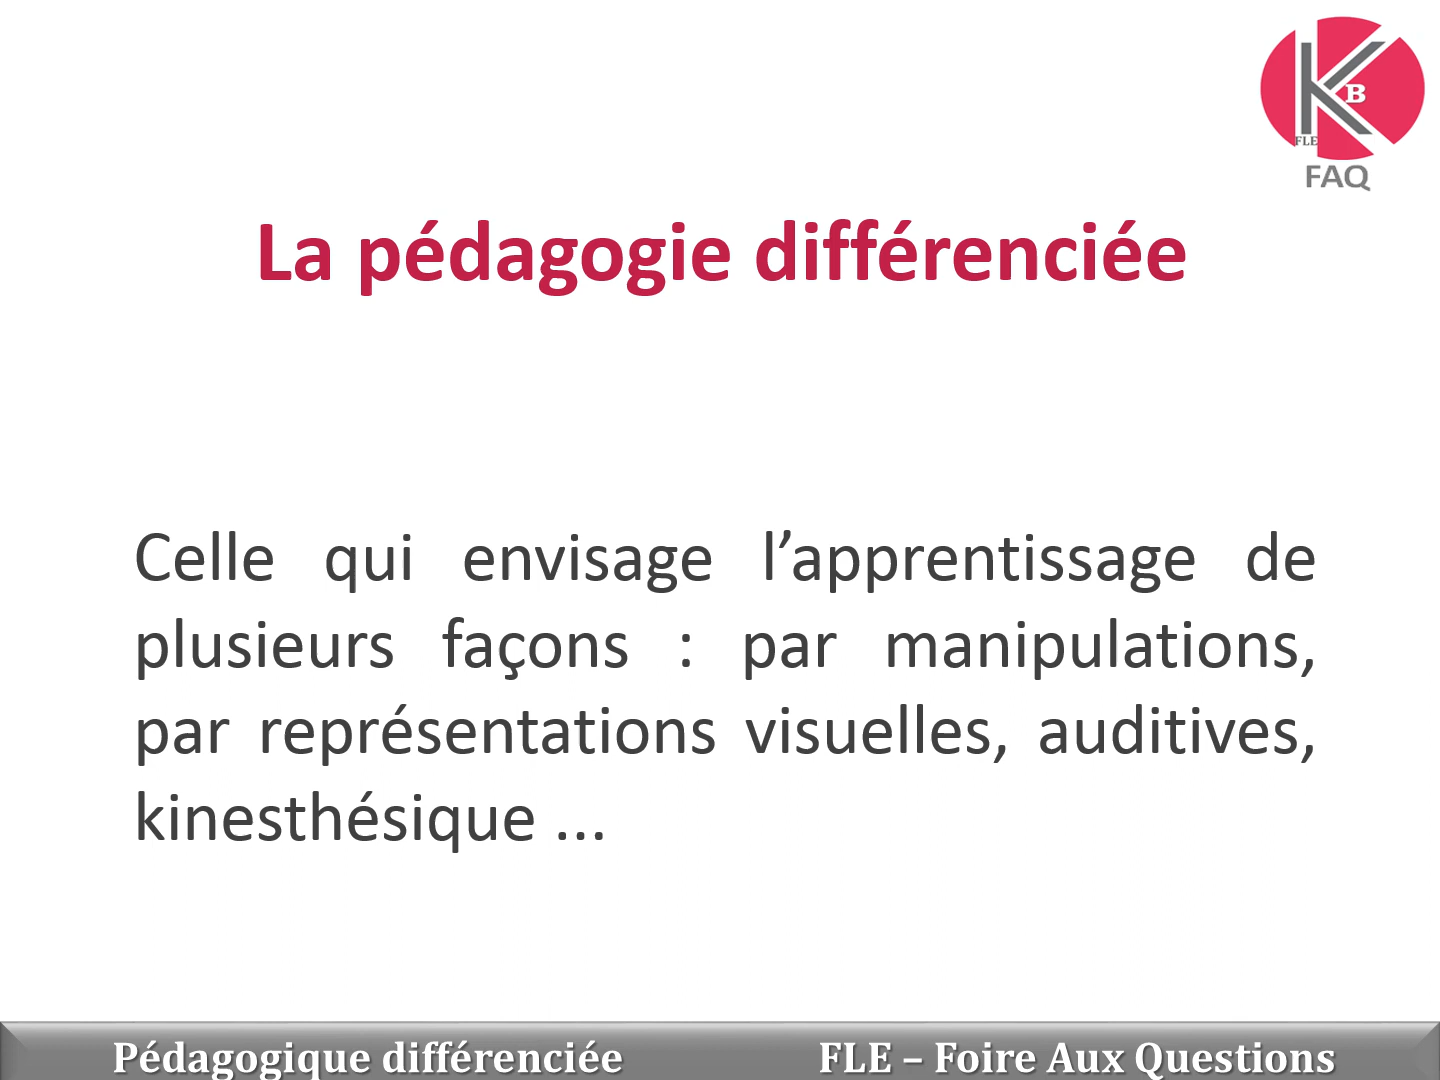 K B
FLE
FAQ
La pédagogie différenciée
Celle qui envisage l’apprentissage de
plusieurs façons : par manipulations,
par représentations visuelles, auditives,
kinesthésique ...
Pédagogique différenciée FLE – Foire Aux Questions